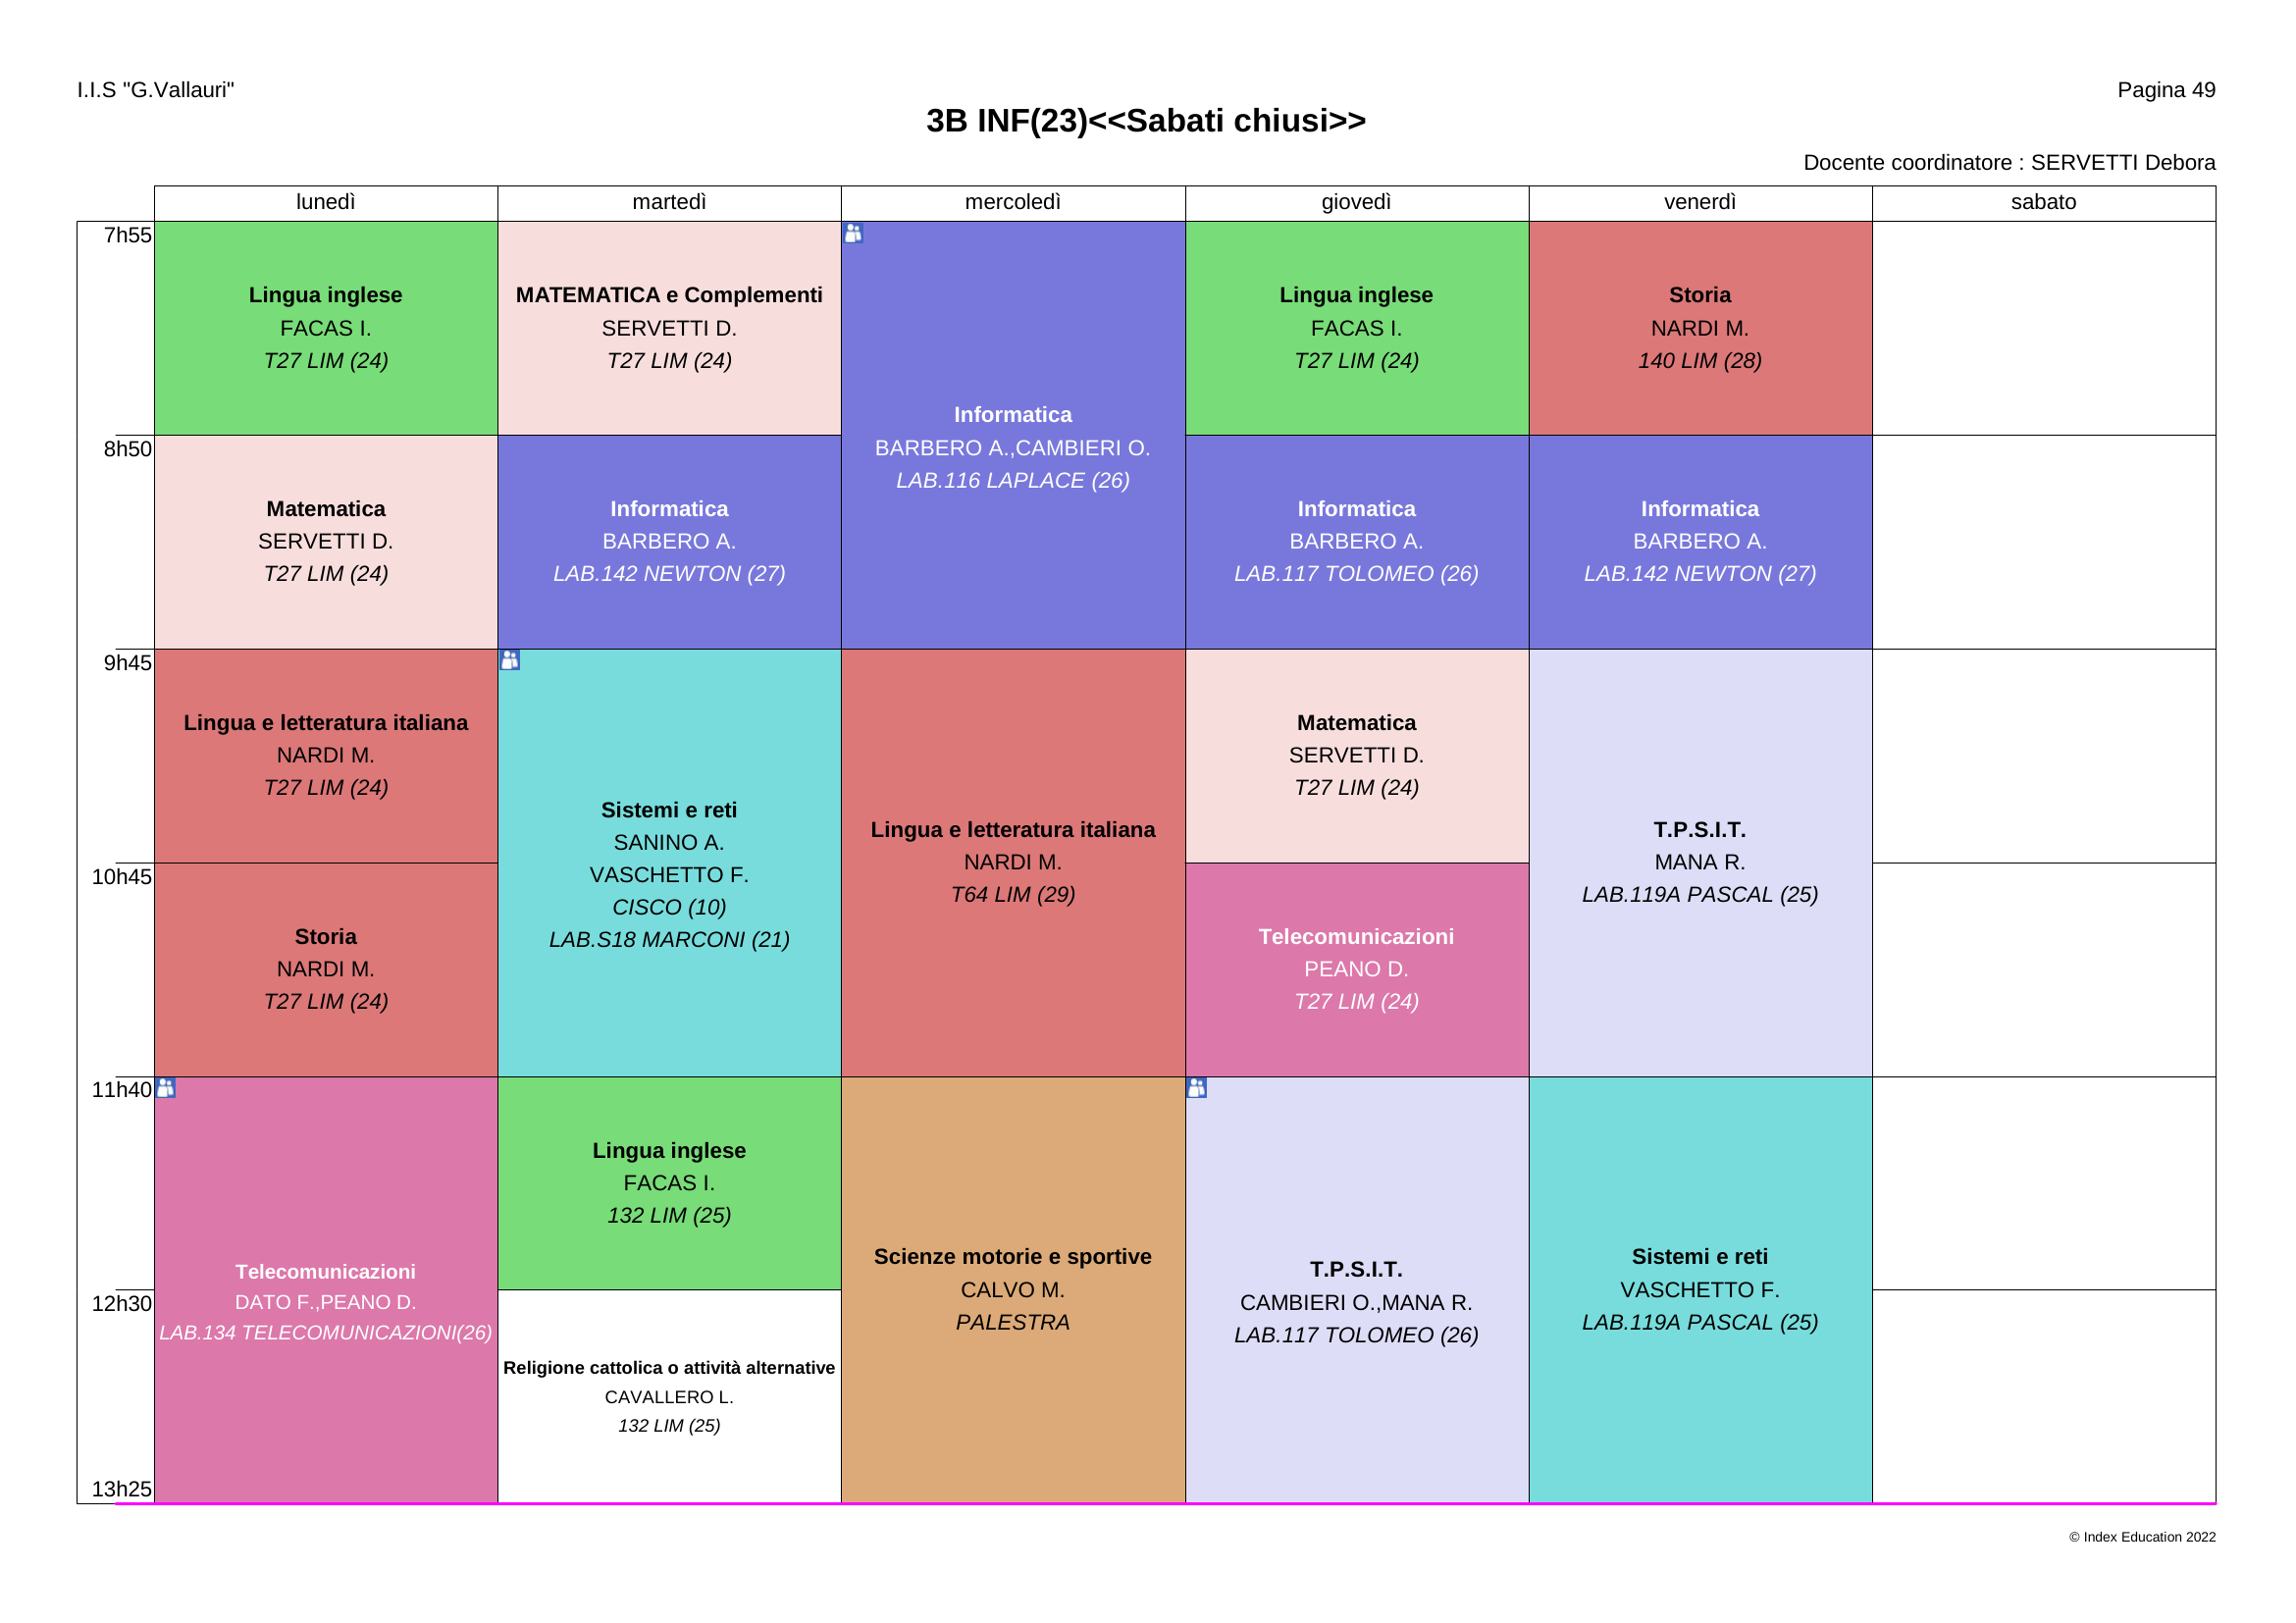 I.I.S "G.Vallauri"
Pagina 49
3B INF(23)<<Sabati chiusi>>
Docente coordinatore : SERVETTI Debora
lunedì
martedì
mercoledì
giovedì
venerdì
sabato
7h55
Lingua inglese
FACAS I.
T27 LIM (24)
MATEMATICA e Complementi
SERVETTI D.
T27 LIM (24)
Informatica
BARBERO A.,CAMBIERI O.
LAB.116 LAPLACE (26)
Lingua inglese
FACAS I.
T27 LIM (24)
Storia
NARDI M.
140 LIM (28)
8h50
Matematica
SERVETTI D.
T27 LIM (24)
Informatica
BARBERO A.
LAB.142 NEWTON (27)
Informatica
BARBERO A.
LAB.117 TOLOMEO (26)
Informatica
BARBERO A.
LAB.142 NEWTON (27)
9h45
Lingua e letteratura italiana
NARDI M.
T27 LIM (24)
Sistemi e reti
SANINO A.
VASCHETTO F.
CISCO (10)
LAB.S18 MARCONI (21)
Lingua e letteratura italiana
NARDI M.
T64 LIM (29)
Matematica
SERVETTI D.
T27 LIM (24)
T.P.S.I.T.
MANA R.
LAB.119A PASCAL (25)
10h45
Storia
NARDI M.
T27 LIM (24)
Telecomunicazioni
PEANO D.
T27 LIM (24)
11h40
Telecomunicazioni
DATO F.,PEANO D.
LAB.134 TELECOMUNICAZIONI(26)
Lingua inglese
FACAS I.
132 LIM (25)
Scienze motorie e sportive
CALVO M.
PALESTRA
T.P.S.I.T.
CAMBIERI O.,MANA R.
LAB.117 TOLOMEO (26)
Sistemi e reti
VASCHETTO F.
LAB.119A PASCAL (25)
12h30
Religione cattolica o attività alternative
CAVALLERO L.
132 LIM (25)
13h25
© Index Education 2022